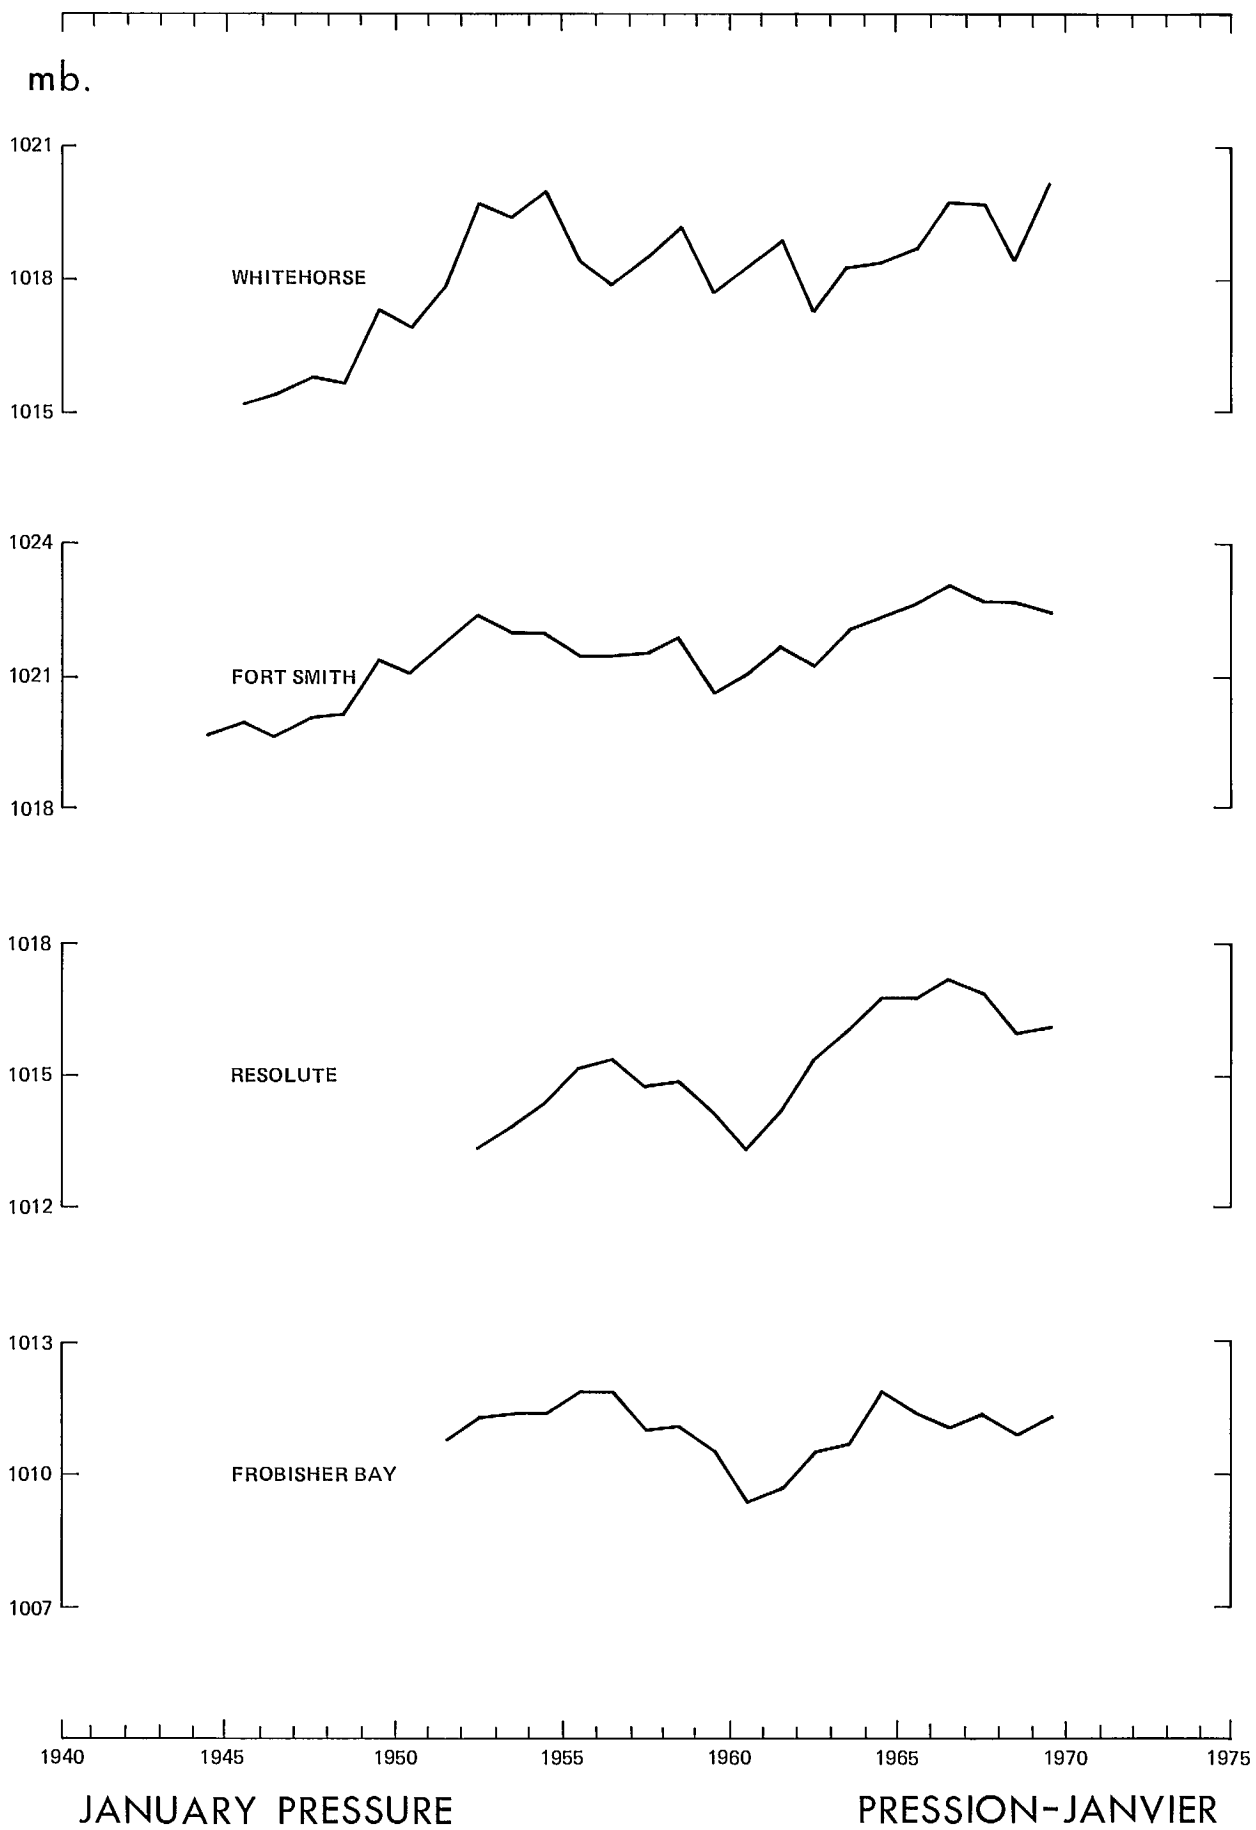 mb.
1021
WHITEHORSE
1018
1015
1024
FORT SMITH
1021
1018
1018
RESOLUTE
1015
1012
1013
FROBISHER BAY
1010
1007
1940 1945 1950 1955 1960 1965 1970 1975
JANUARY PRESSURE PRESSION-JANVIER